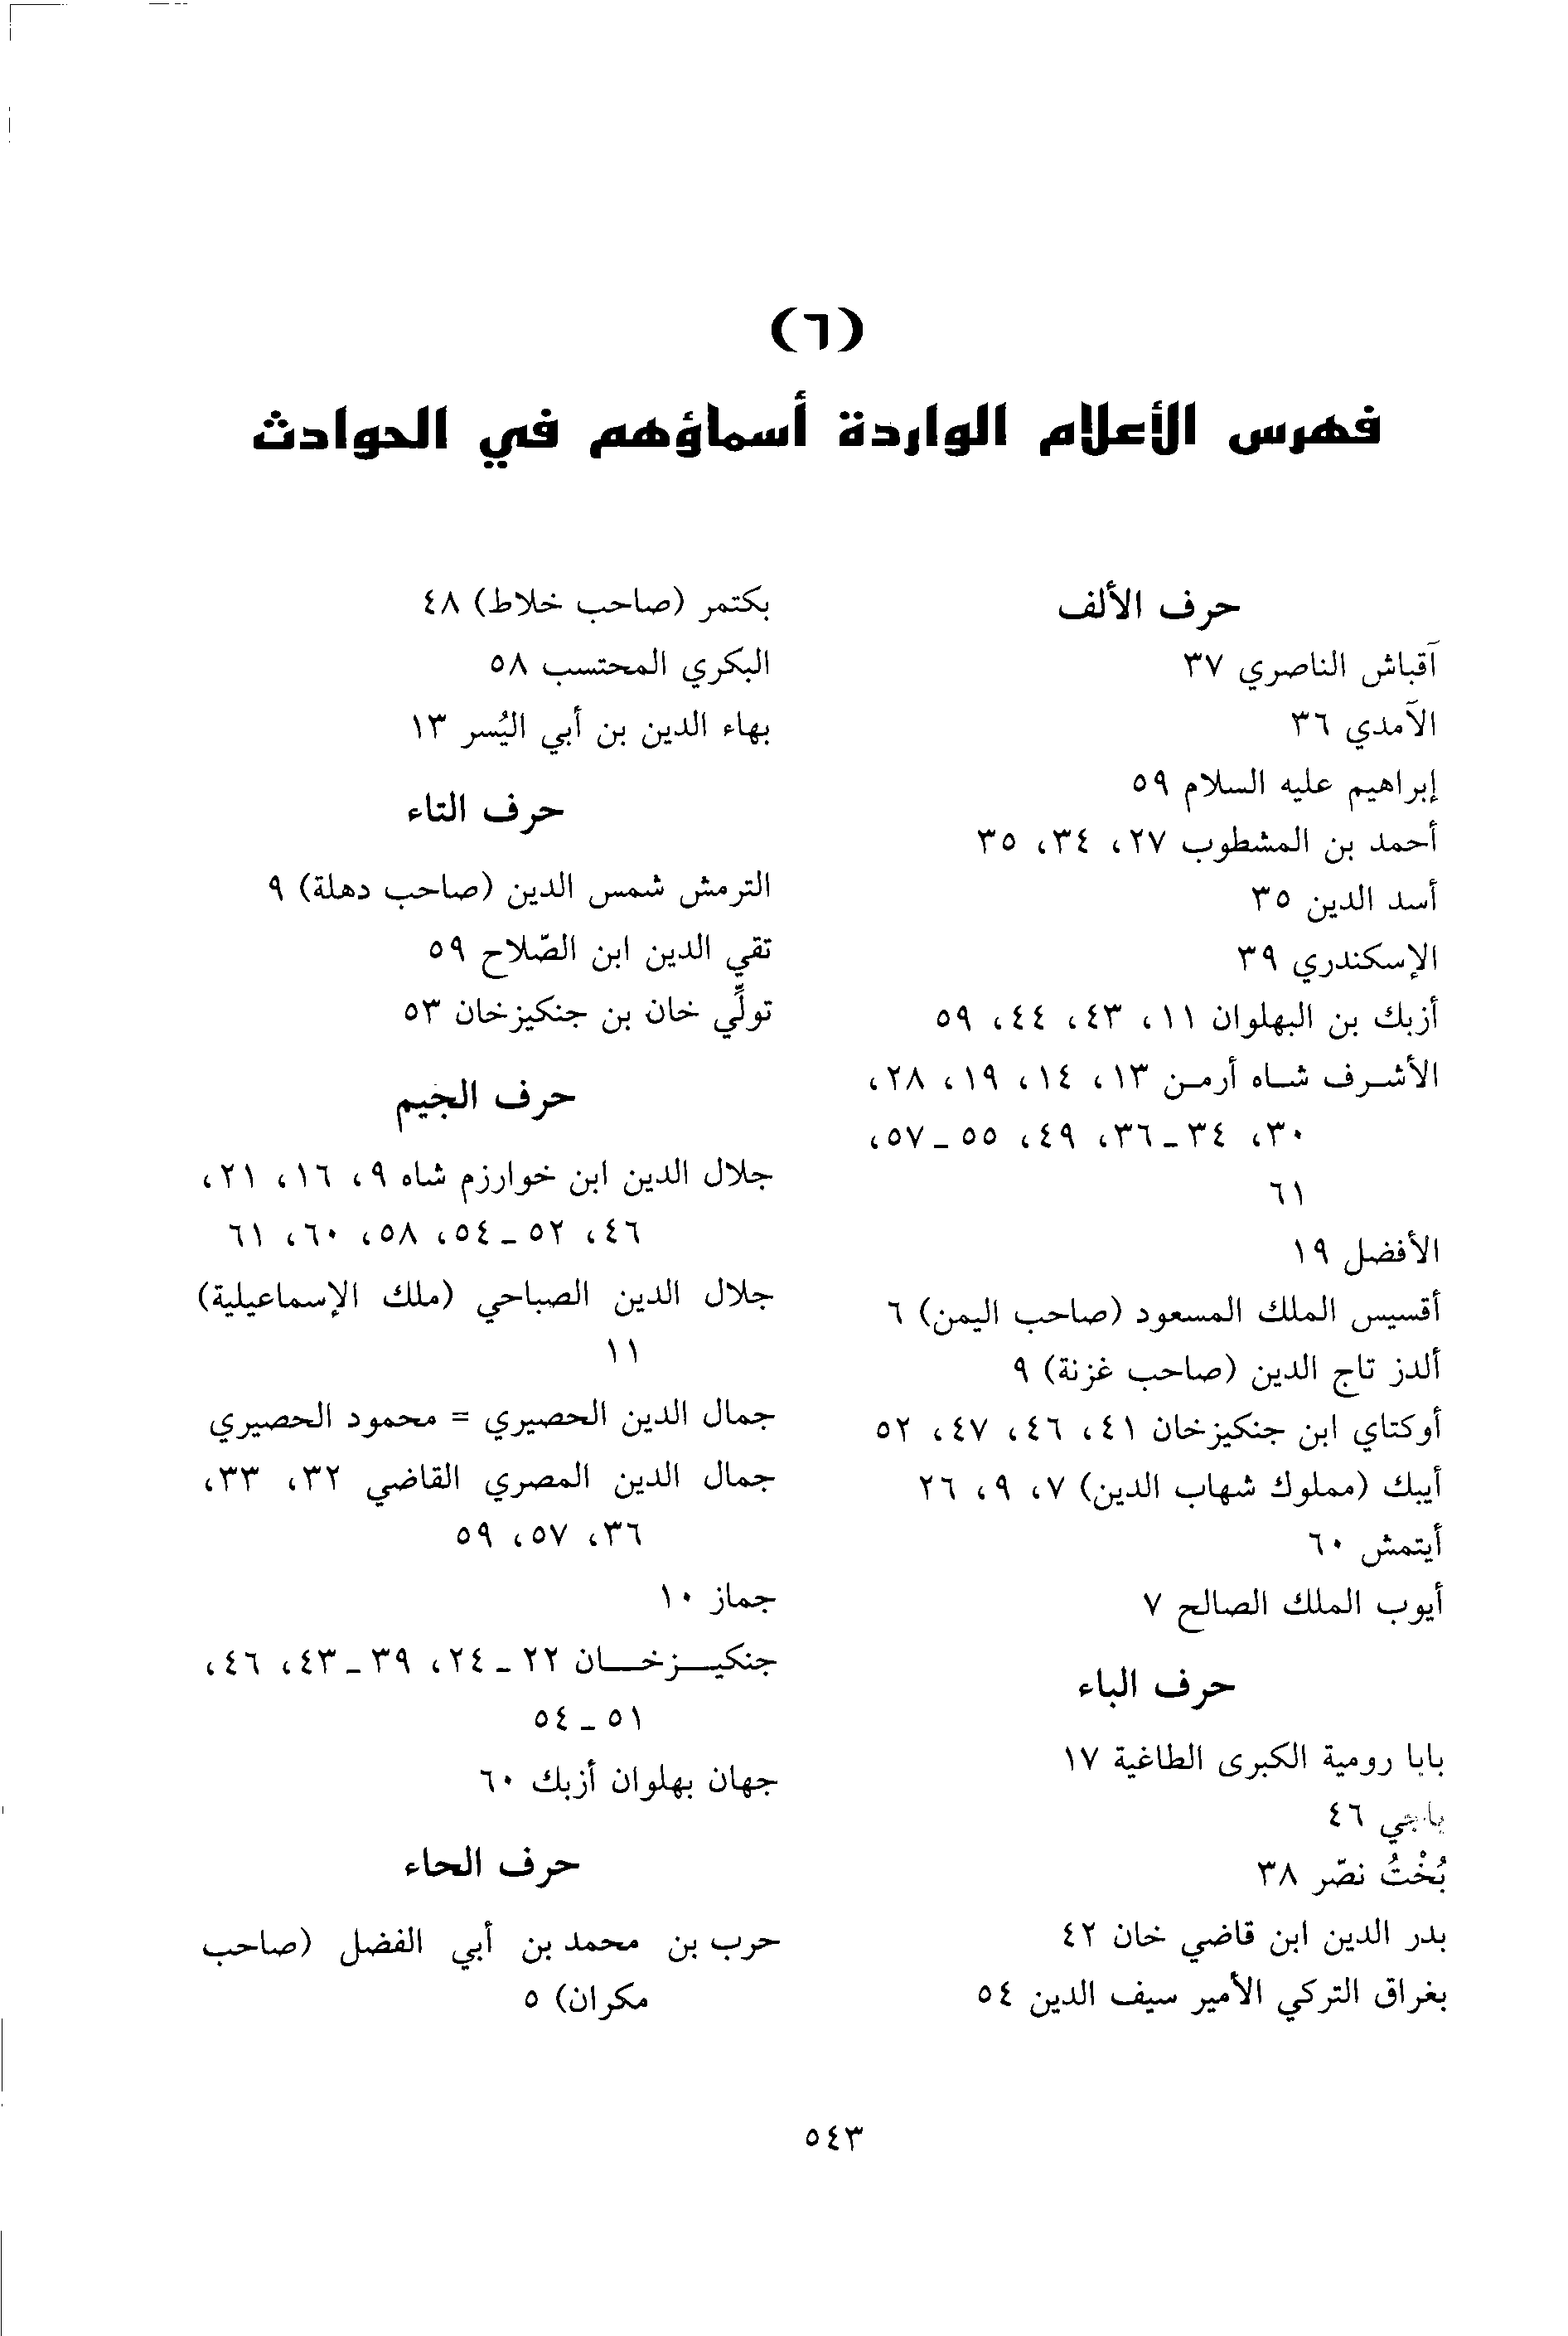 (٦)
فهرس الأعلام الواردة أسماؤهم في الحوادث
حرف الألف
آقباش الناصري ٣٧
الآمدي ٣٦
إبراهيم عليه السلام ٥٩
أحمد بن المشطوب ٢٧، ٣٤، ٣٥
أسد الدين ٣٥
الإسكندري ٣٩
أزبك بن البهلوان ١١، ٤٣، ٤٤، ٥٩
الأشرف شاه أرمن ١٣، ١٤، ١٩، ٢٨،
٣٠، ٣٤ـ٣٦، ٤٩، ٥٥ ـ٥٧،
٦١
الأفضل ١٩
أقسيس الملك المسعود (صاحب اليمن) ٦
ألدز تاج الدين (صاحب غزنة) ٩
أوكتاي ابن جنكيزخان ٤١، ٤٦، ٤٧، ٥٢
أيبك (مملوك شهاب الدين) ٧، ٩، ٢٦
أيتمش ٦٠
أيوب الملك الصالح ٧
حرف الباء
بابا رومية الكبرى الطاغية ١٧
٤٦
بُخْتُ نصّر ٣٨
بدر الدين ابن قاضي خان ٤٢
بغراق التركي الأمير سيف الدين ٥٤
بكتمر (صاحب خلاط) ٤٨
البكري المحتسب ٥٨
بهاء الدين بن أبي اليُسر ١٣
حرف التاء
الترمش شمس الدين (صاحب دهلة) ٩
تقي الدين ابن الصّلاح ٥٩
تولِّي خان بن جنكيزخان ٥٣
حرف الجيم
جلال الدين ابن خوارزم شاه ٩، ١٦، ٢١،
٤٦، ٥٢ ـ٥٤، ٥٨، ٦٠، ٦١
جلال الدين الصباحي (ملك الإسماعيلية)
١١
جمال الدين الحصيري = محمود الحصيري
جمال الدين المصري القاضي ٣٢، ٣٣،
٣٦، ٥٧، ٥٩
جماز ١٠
جنكيـزخـان ٢٢ ـ٢٤، ٣٩ـ٤٣، ٤٦،
٥١ ـ٥٤
جهان بهلوان أزبك ٦٠
حرف الحاء
حرب بن محمد بن أبي الفضل (صاحب
مكران) ٥
٥٤٣